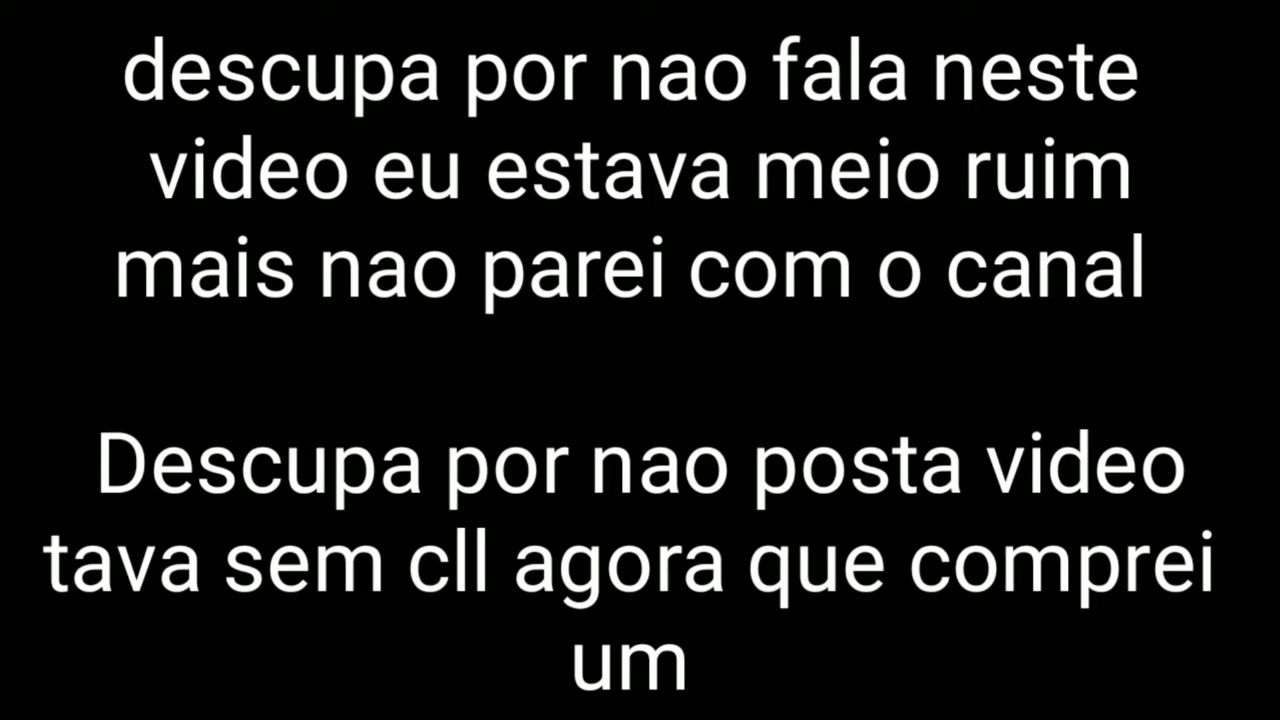 descupa por nao fala neste
video eu estava meio ruim
mais nao parei com o canal
Descupa por nao posta video
tava sem cll agora que comprei
um